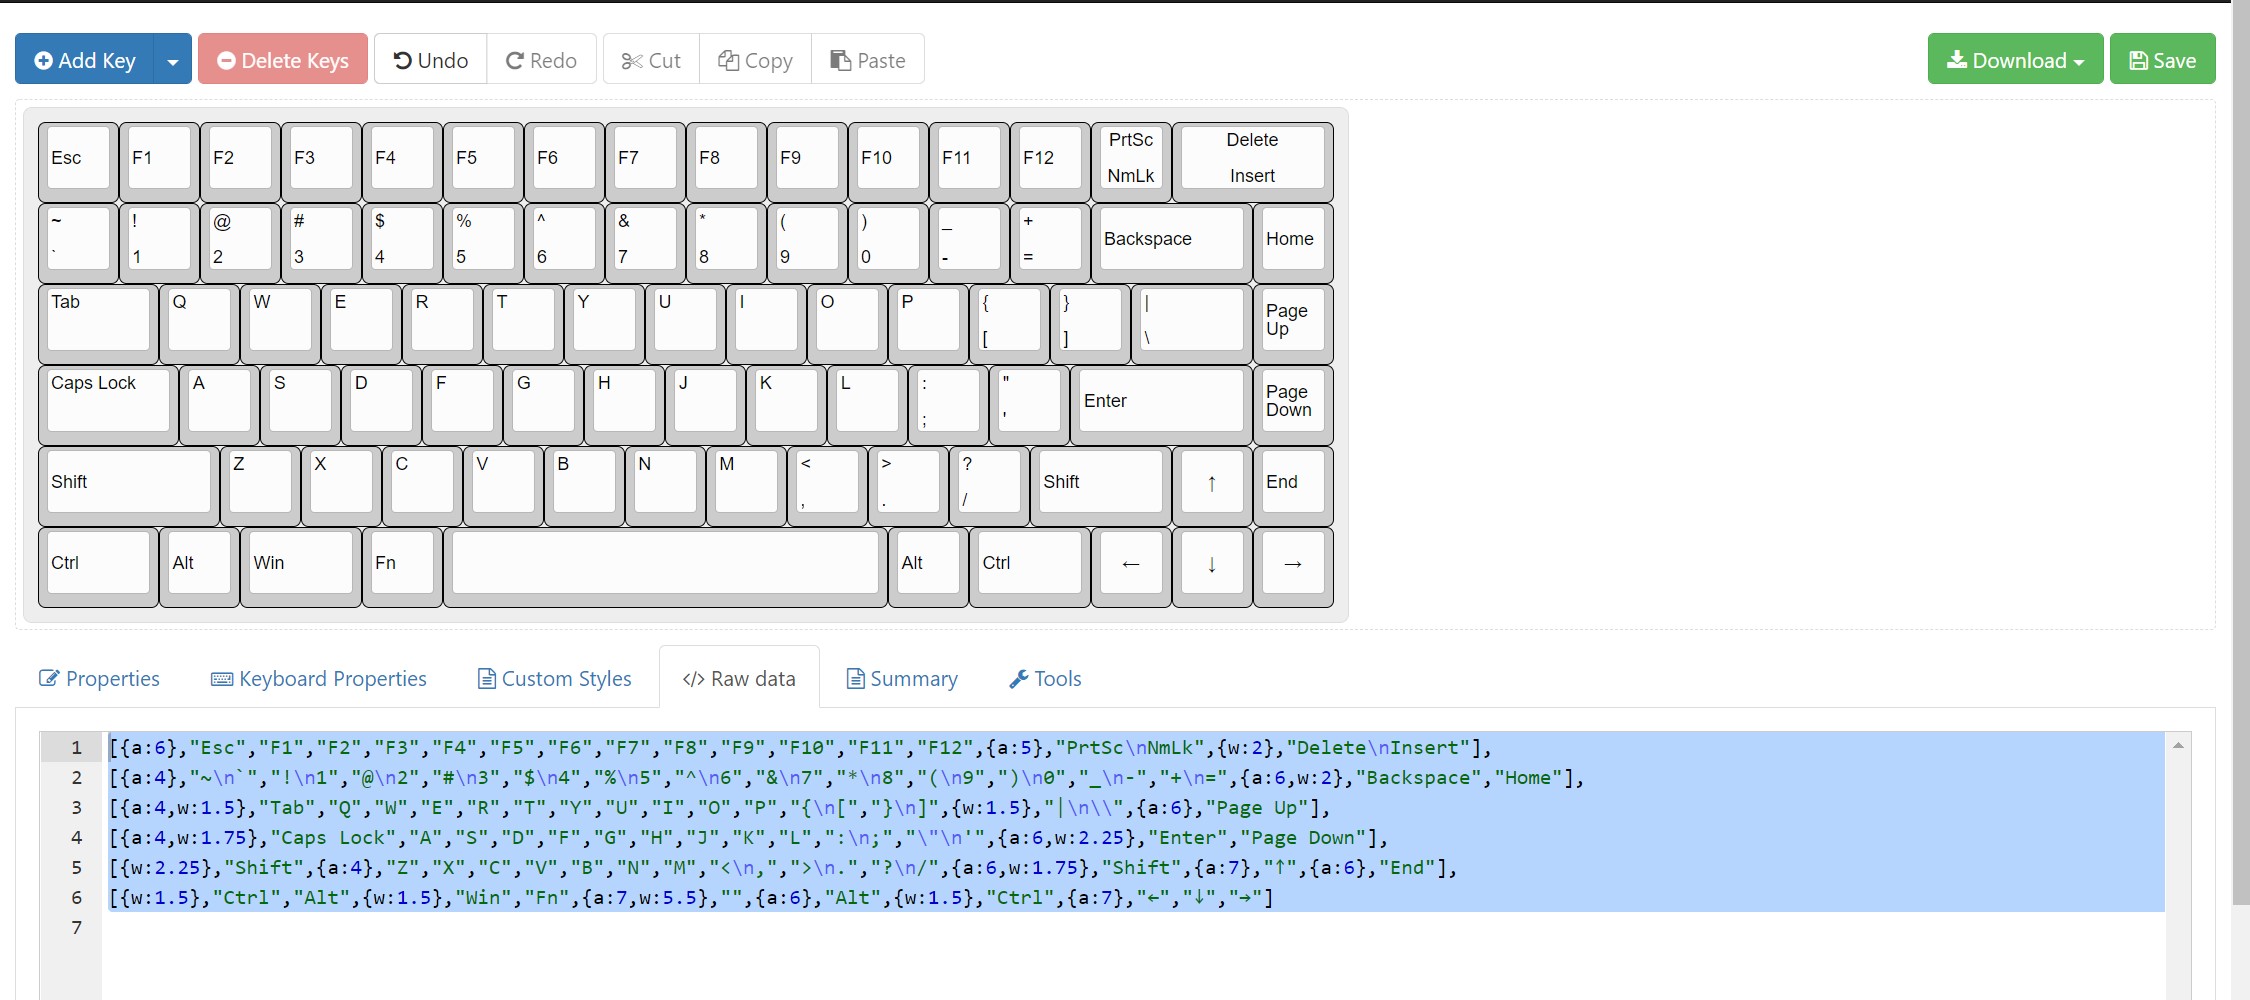 Add Key Delete Keys Undo Redo Cut Copy Paste Download Save
Esc F1 F2 F3 F4 F5 F6 F7 F8 F9 F10 F11 F12 PrtSc NmLk Delete Insert
~ ` ! 1 @ 2 # 3 $ 4 % 5 ^ 6 & 7 * 8 ( 9 ) 0 _ - + = Backspace Home
Tab Q W E R T Y U I O P { [ } ] | \ Page Up
Caps Lock A S D F G H J K L : ; " ' Enter Page Down
Shift Z X C V B N M < , > . ? / Shift ↑ End
Ctrl Alt Win Fn Alt Ctrl ← ↓ →
Properties Keyboard Properties Custom Styles </> Raw data Summary Tools
1 [{a:6},"Esc","F1","F2","F3","F4","F5","F6","F7","F8","F9","F10","F11","F12",{a:5},"PrtSc\nNmLk",{w:2},"Delete\nInsert"],
2 [{a:4},"~\n`","!\n1","@\n2","#\n3","$\n4","%\n5","^\n6","&\n7","*\n8","(\n9",")\n0","_\n-","+\n=",{a:6,w:2},"Backspace","Home"],
3 [{a:4,w:1.5},"Tab","Q","W","E","R","T","Y","U","I","O","P","{\n[","}\n]",{w:1.5},"|\n\\",{a:6},"Page Up"],
4 [{a:4,w:1.75},"Caps Lock","A","S","D","F","G","H","J","K","L",":\n;","\"\n'",{a:6,w:2.25},"Enter","Page Down"],
5 [{w:2.25},"Shift",{a:4},"Z","X","C","V","B","N","M","<\n,",">\n.","?\n/",{a:6,w:1.75},"Shift",{a:7},"↑",{a:6},"End"],
6 [{w:1.5},"Ctrl","Alt",{w:1.5},"Win","Fn",{a:7,w:5.5},"",{a:6},"Alt",{w:1.5},"Ctrl",{a:7},"←","↓","→"]
7